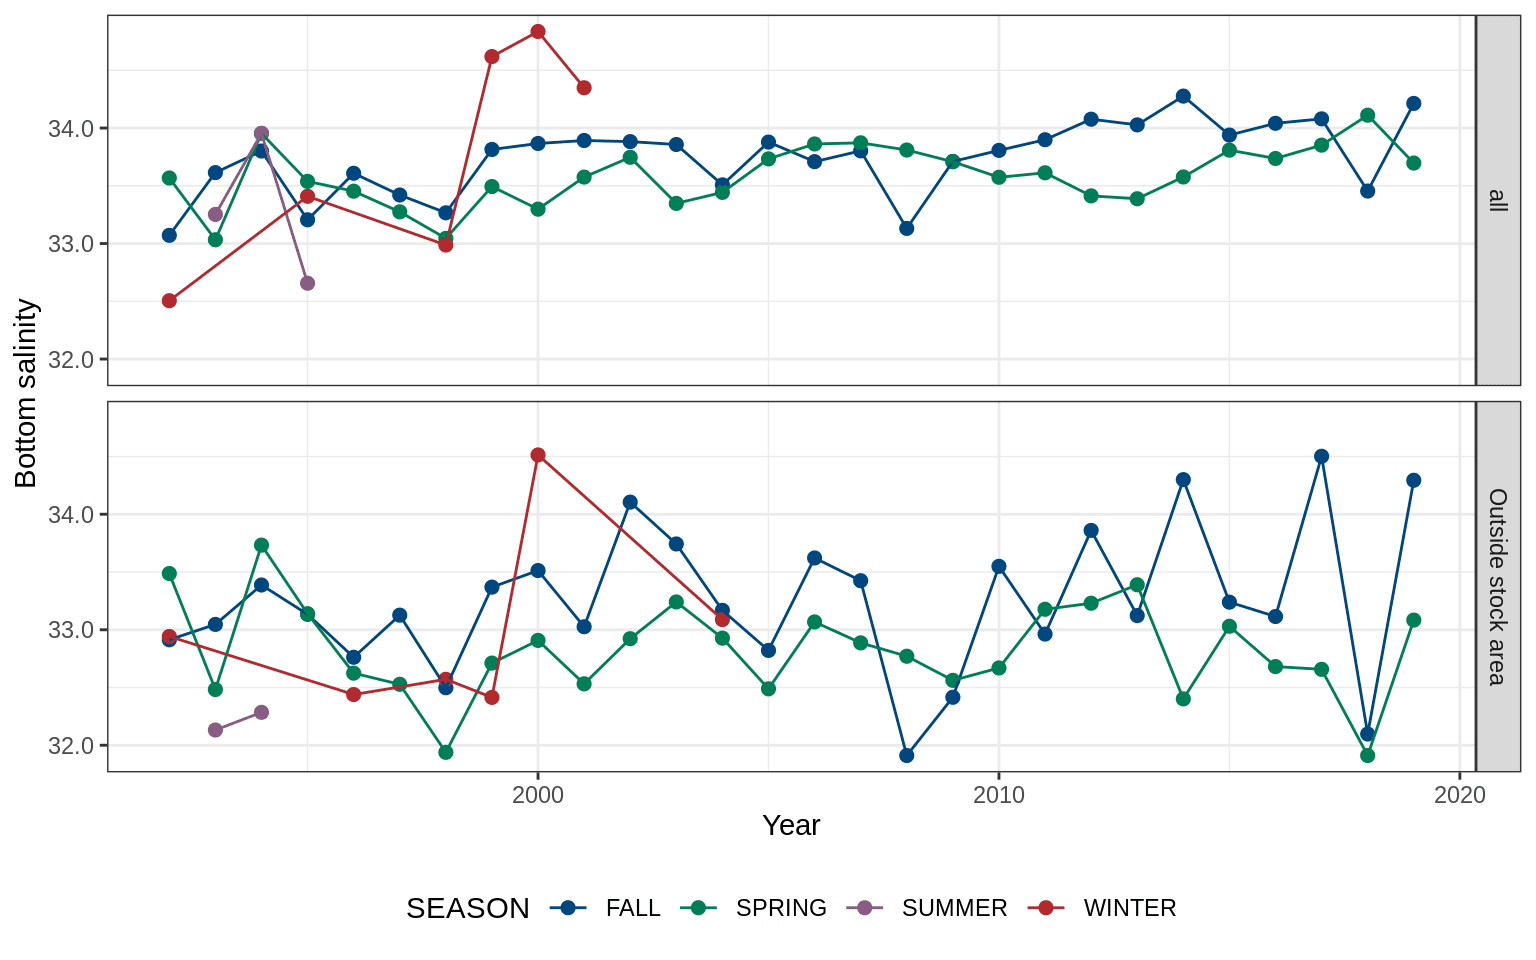 Bottom salinity
34.0
33.0
32.0
all
34.0
33.0
32.0
Outside stock area
2000
2010
2020
Year
SEASON FALL SPRING SUMMER WINTER